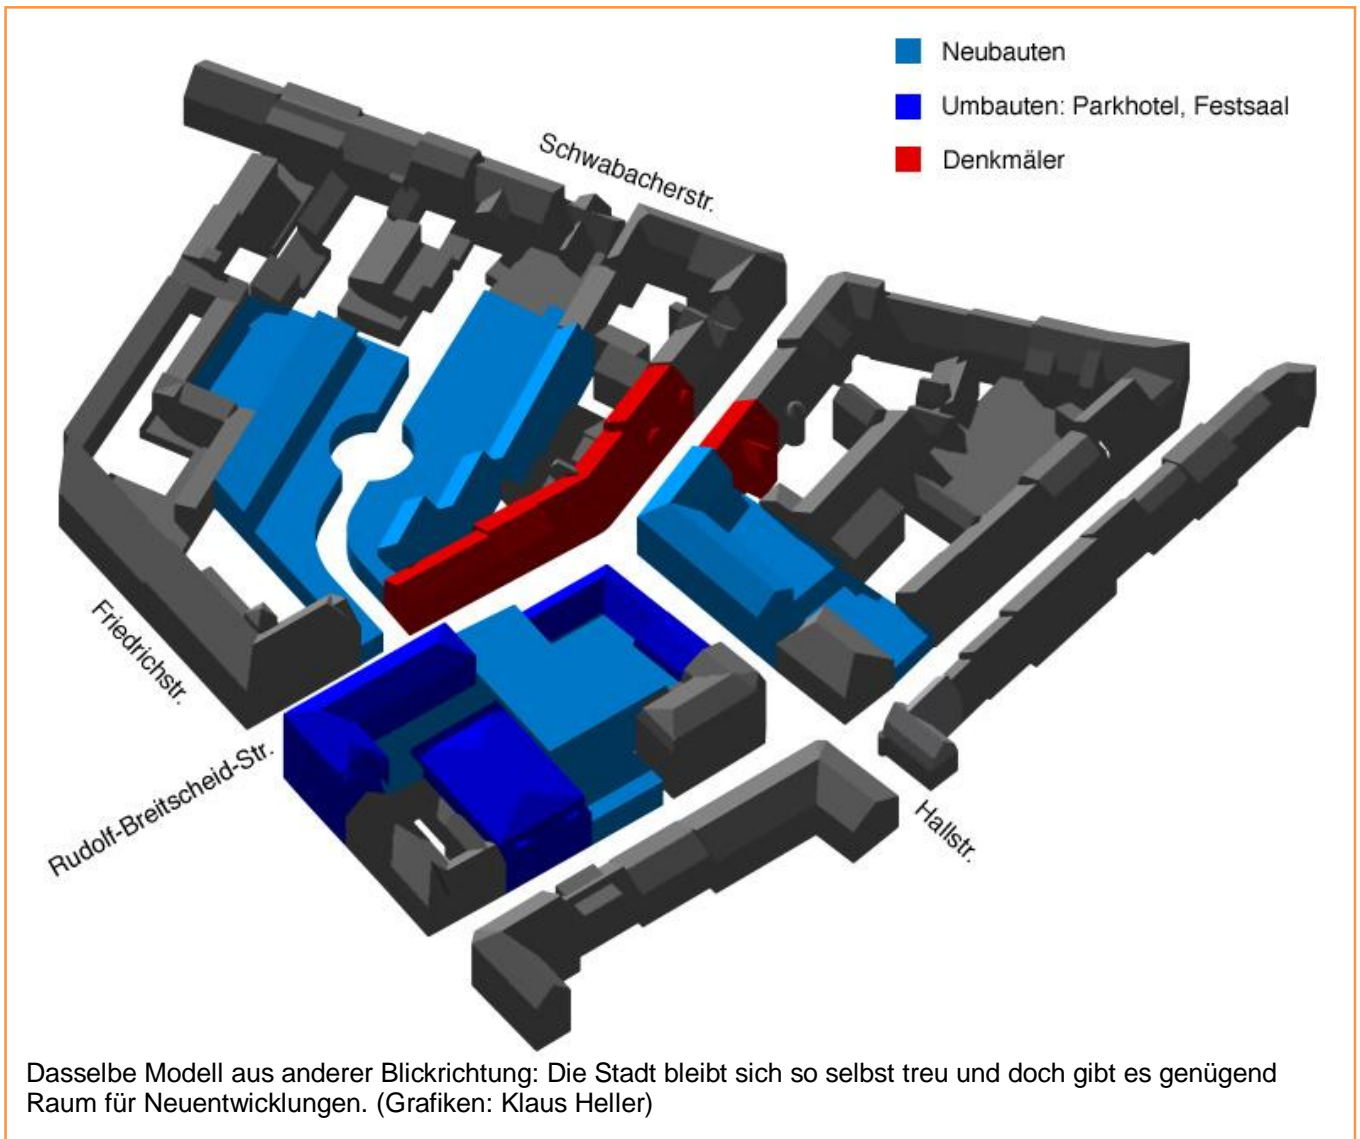 Neubauten
Umbauten: Parkhotel, Festsaal
Denkmäler
Schwabacherstr.
Friedrichstr.
Rudolf-Breitscheid-Str.
Hallstr.
Dasselbe Modell aus anderer Blickrichtung: Die Stadt bleibt sich so selbst treu und doch gibt es genügend
Raum für Neuentwicklungen. (Grafiken: Klaus Heller)